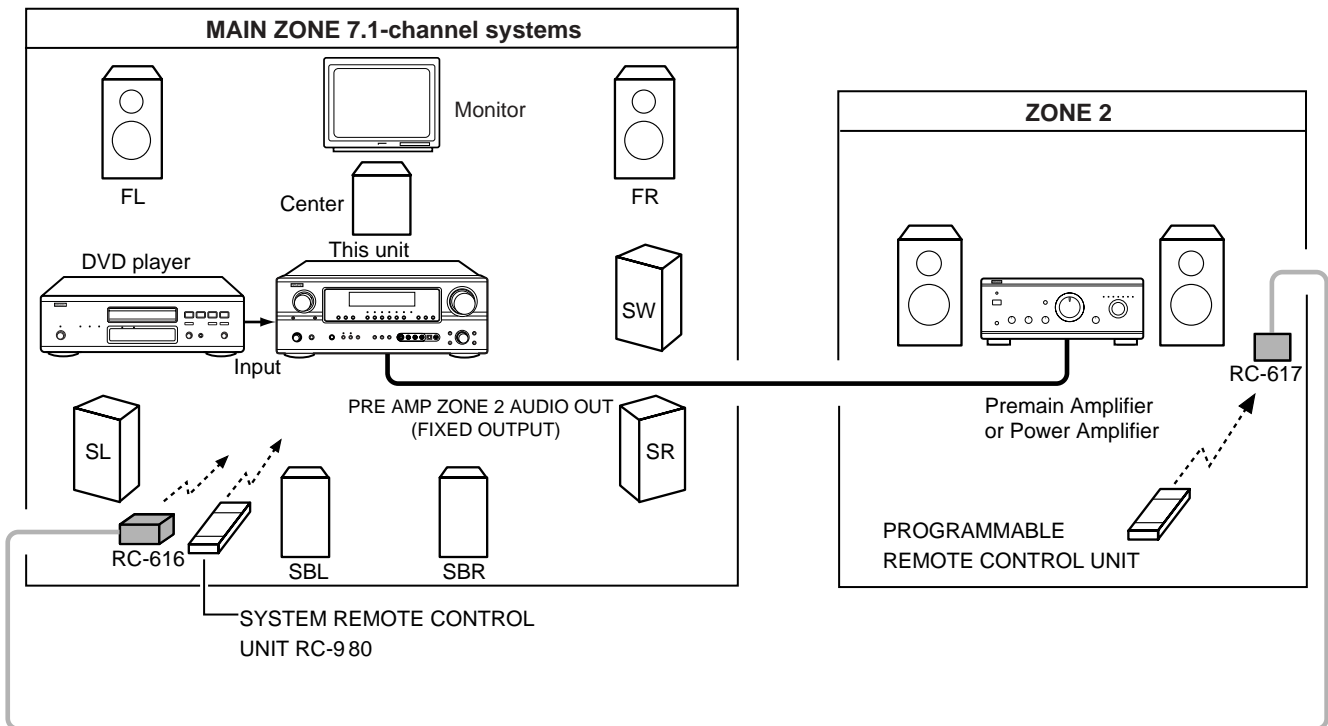 MAIN ZONE 7.1-channel systems
Monitor
FL
Center
FR
This unit
DVD player
SW
Input
PRE AMP ZONE 2 AUDIO OUT
(FIXED OUTPUT)
SL
SR
RC-616
SBL
SBR
SYSTEM REMOTE CONTROL
UNIT RC-980
ZONE 2
RC-617
Premain Amplifier
or Power Amplifier
PROGRAMMABLE
REMOTE CONTROL UNIT